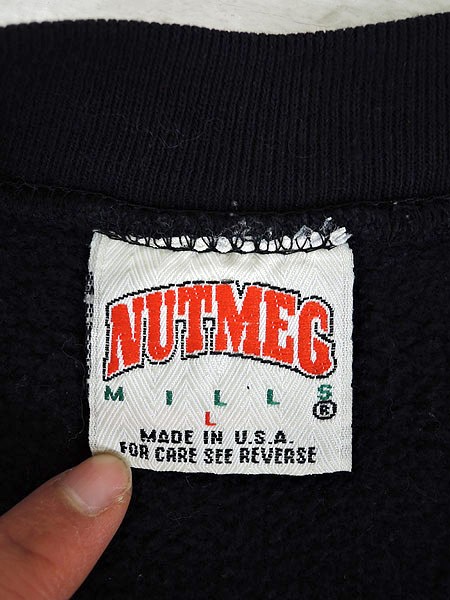 NUTMEG
MILLS
®
L
MADE IN U.S.A.
FOR CARE SEE REVERSE